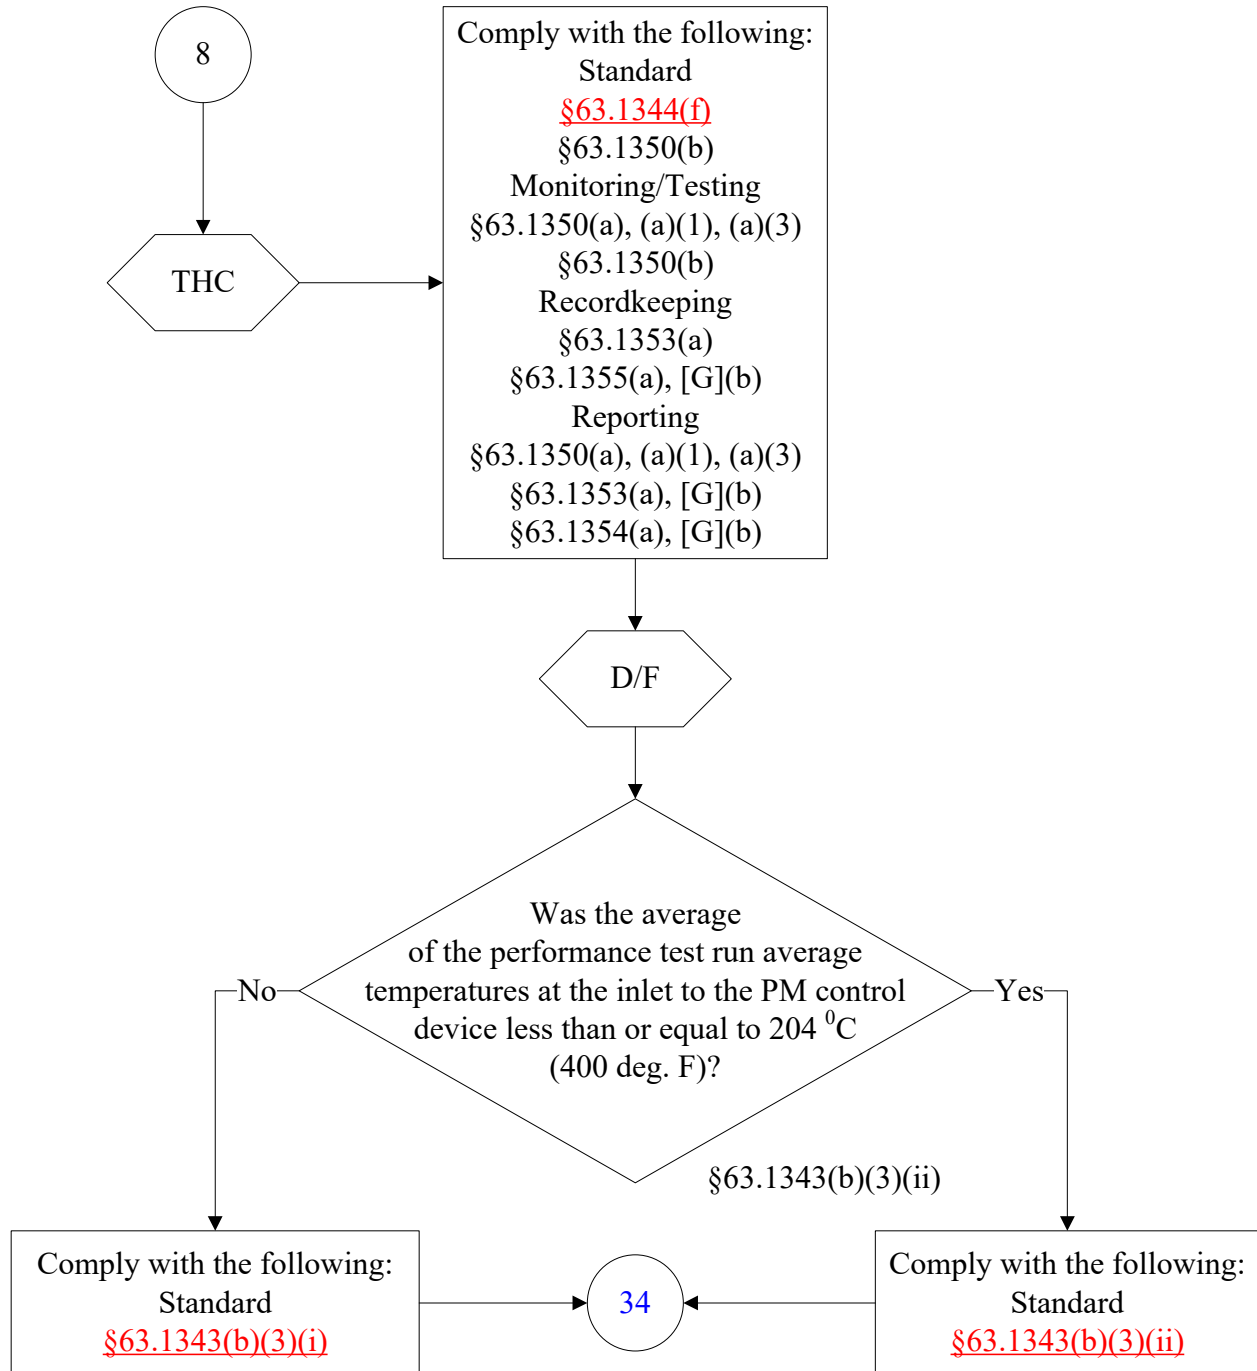 8
Comply with the following:
Standard
§63.1344(f)
§63.1350(b)
Monitoring/Testing
§63.1350(a), (a)(1), (a)(3)
§63.1350(b)
Recordkeeping
§63.1353(a)
§63.1355(a), [G](b)
Reporting
§63.1350(a), (a)(1), (a)(3)
§63.1353(a), [G](b)
§63.1354(a), [G](b)
THC
D/F
Was the average
of the performance test run average
temperatures at the inlet to the PM control
device less than or equal to 204 ⁰C
(400 deg. F)?
No
Yes
§63.1343(b)(3)(ii)
Comply with the following:
Standard
§63.1343(b)(3)(i)
34
Comply with the following:
Standard
§63.1343(b)(3)(ii)